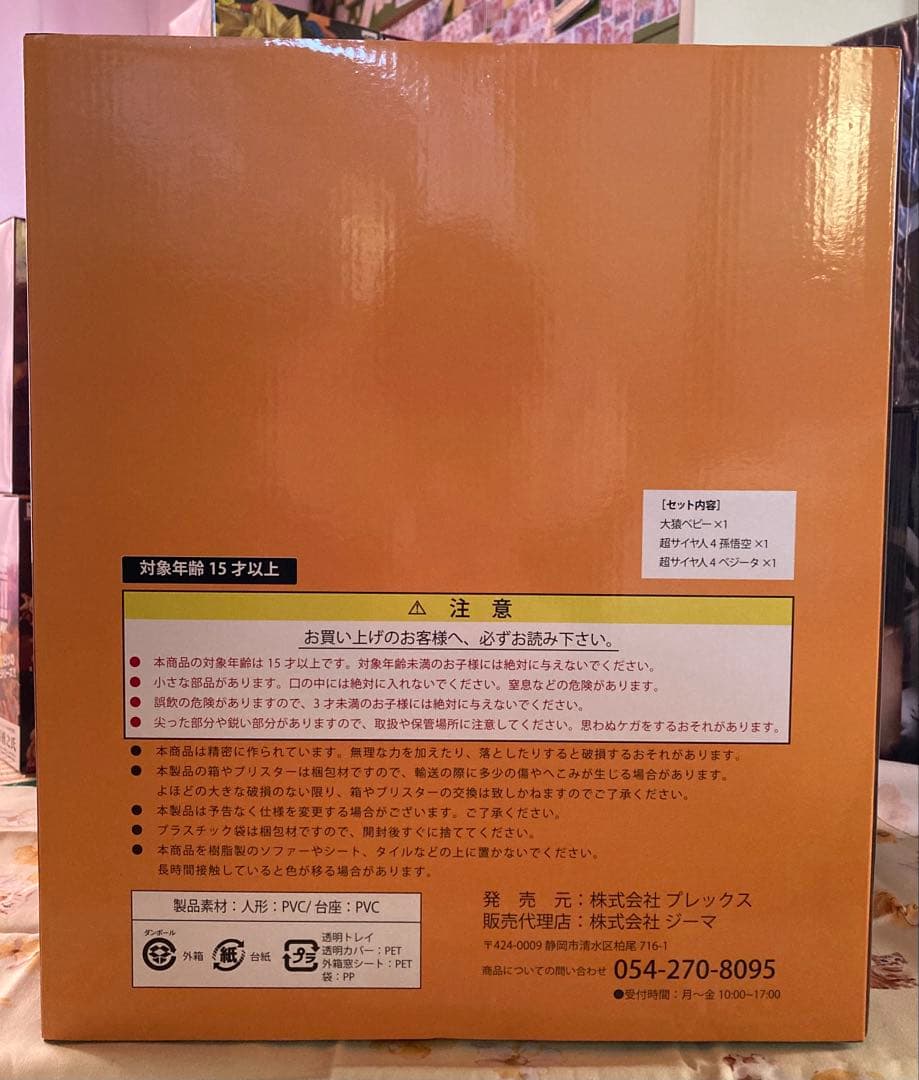 ［セット内容］
大猿ベビー×1
超サイヤ人4 孫悟空 ×1
超サイヤ人4 ベジータ ×1
対象年齢 15 才以上
⚠ 注 意
お買い上げのお客様へ、必ずお読み下さい。
● 本商品の対象年齢は 15 才以上です。対象年齢未満のお子様には絶対に与えないでください。
● 小さな部品があります。口の中には絶対に入れないでください。窒息などの危険があります。
● 誤飲の危険がありますので、3 才未満のお子様には絶対に与えないでください。
● 尖った部分や鋭い部分がありますので、取扱や保管場所に注意してください。思わぬケガをするおそれがあります。
● 本商品は精密に作られています。無理な力を加えたり、落としたりすると破損するおそれがあります。
● 本製品の箱やブリスターは梱包材ですので、輸送の際に多少の傷やへこみが生じる場合があります。
よほどの大きな破損のない限り、箱やブリスターの交換は致しかねますのでご了承ください。
● 本製品は予告なく仕様を変更する場合がございます。ご了承ください。
● プラスチック袋は梱包材ですので、開封後すぐに捨ててください。
● 本商品を樹脂製のソファーやシート、タイルなどの上に置かないでください。
長時間接触していると色が移る場合があります。
製品素材：人形：PVC/ 台座：PVC
ダンボール
外箱
紙
台紙
プラ
透明トレイ
透明カバー：PET
外箱窓シート：PET
袋：PP
発 売 元：株式会社 プレックス
販売代理店：株式会社 ジーマ
〒424-0009 静岡市清水区柏尾 716-1
商品についての問い合わせ 054-270-8095
●受付時間：月～金 10:00~17:00